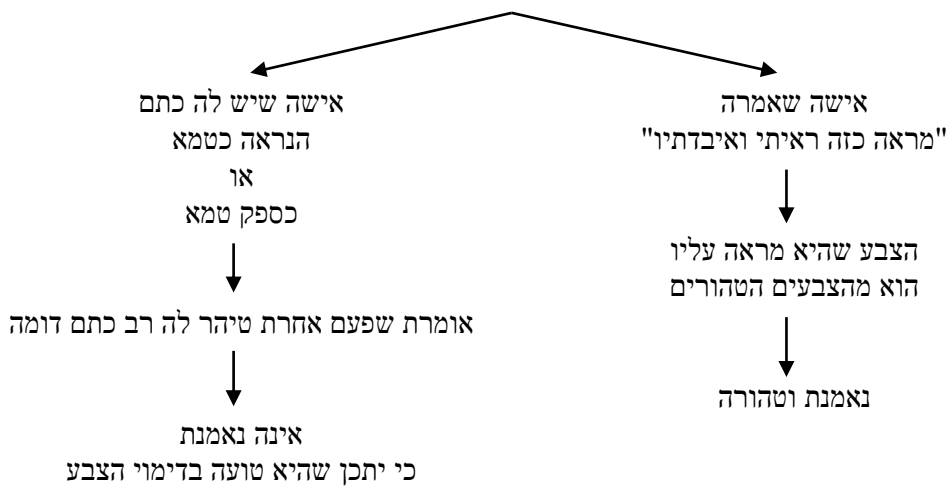 אישה שאמרה
"מראה כזה ראיתי ואיבדתיו"
הצבע שהיא מראה עליו
הוא מהצבעים הטהורים
נאמנת וטהורה
אישה שיש לה כתם
הנראה כטמא
או
כספק טמא
אומרת שפעם אחרת טיהר לה רב כתם דומה
אינה נאמנת
כי יתכן שהיא טועה בדימוי הצבע